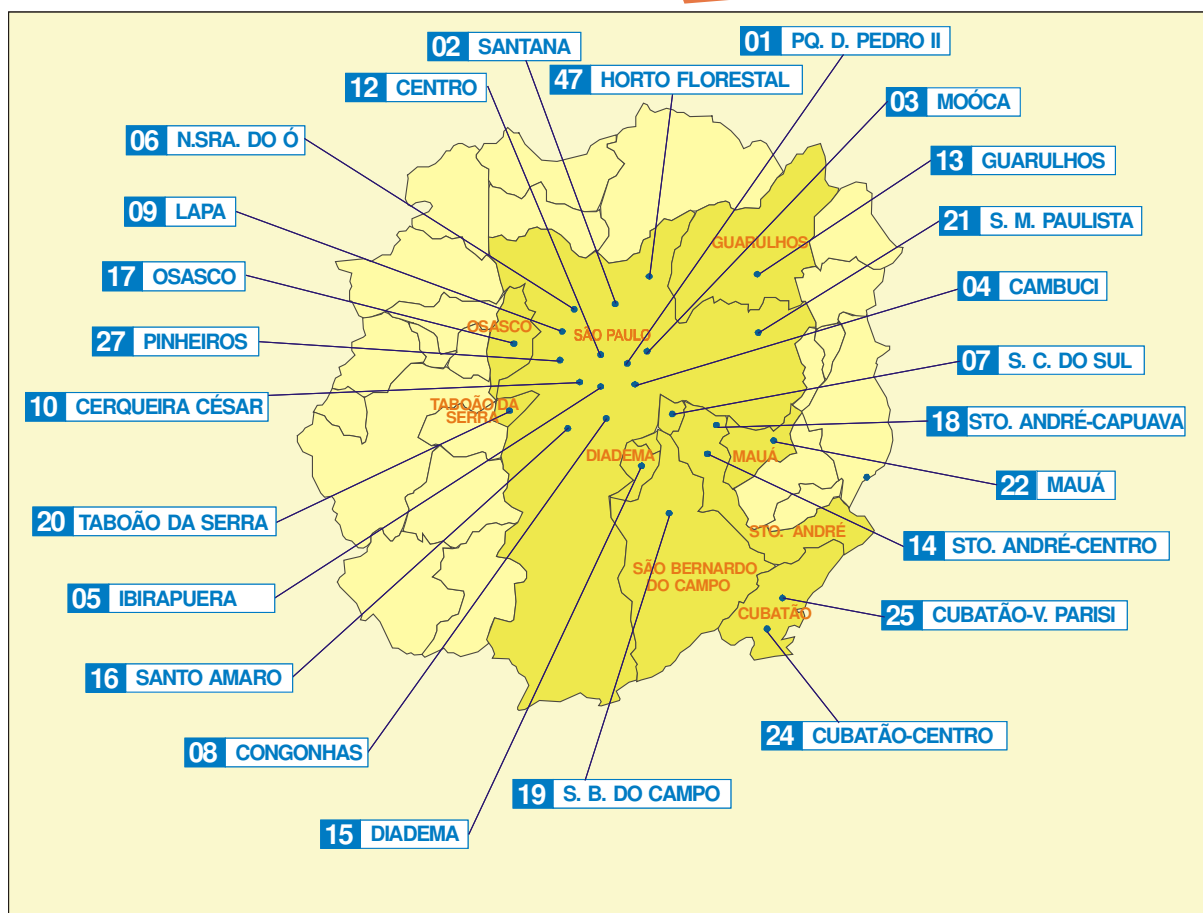 02 SANTANA
01 PQ. D. PEDRO II
12 CENTRO
47 HORTO FLORESTAL
03 MOÓCA
06 N.SRA. DO Ó
13 GUARULHOS
09 LAPA
21 S. M. PAULISTA
GUARULHOS
17 OSASCO
04 CAMBUCI
OSASCO
SÃO PAULO
27 PINHEIROS
07 S. C. DO SUL
10 CERQUEIRA CÉSAR
TABOÃO DA
SERRA
18 STO. ANDRÉ-CAPUAVA
DIADEMA
MAUÁ
22 MAUÁ
20 TABOÃO DA SERRA
STO. ANDRÉ
14 STO. ANDRÉ-CENTRO
SÃO BERNARDO
DO CAMPO
05 IBIRAPUERA
CUBATÃO
25 CUBATÃO-V. PARISI
16 SANTO AMARO
24 CUBATÃO-CENTRO
08 CONGONHAS
19 S. B. DO CAMPO
15 DIADEMA